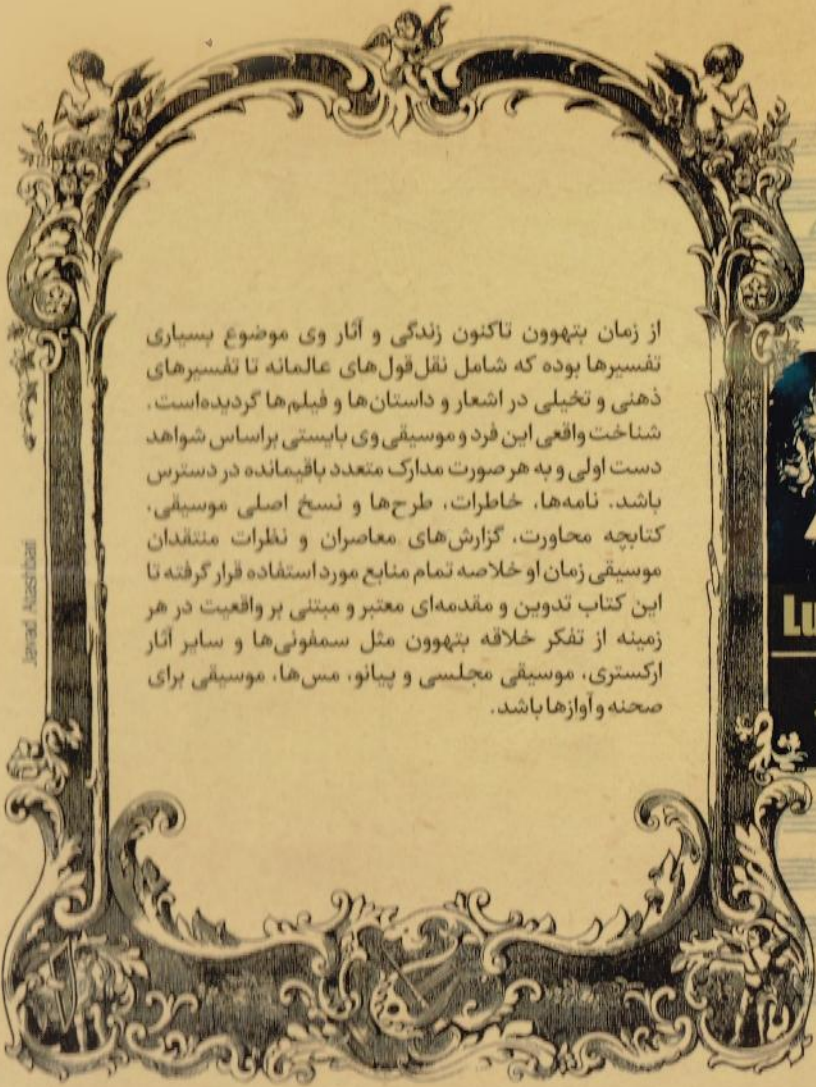 از زمان بتهوون تاکنون زندگی و آثار وی موضوع بسیاری
تفسیرها بوده که شامل نقل‌قول‌های عالمانه تا تفسیرهای
ذهنی و تخیلی در اشعار و داستان‌ها و فیلم‌ها گردیده‌است.
شناخت واقعی این فرد و موسیقی وی بایستی براساس شواهد
دست اولی و به هر صورت مدارک متعدد باقیمانده در دسترس
باشد. نامه‌ها، خاطرات، طرح‌ها و نسخ اصلی موسیقی،
کتابچه محاورت، گزارش‌های معاصران و نظرات منتقدان
موسیقی زمان او خلاصه تمام منابع مورد استفاده قرار گرفته تا
این کتاب تدوین و مقدمه‌ای معتبر و مبتنی بر واقعیت در هر
زمینه از تفکر خلاقه بتهوون مثل سمفونی‌ها و سایر آثار
ارکستری، موسیقی مجلسی و پیانو، مس‌ها، موسیقی برای
صحنه و آوازها باشد.
Javad Atashbari
Lu